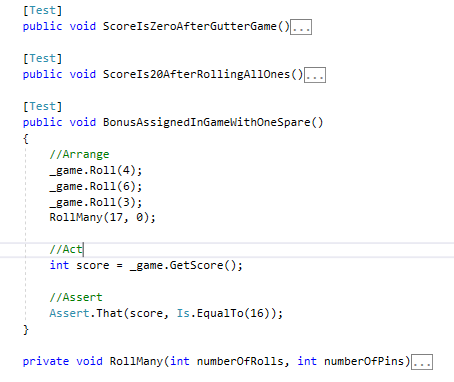 [Test]
public void ScoreIsZeroAfterGutterGame()...
[Test]
public void ScoreIs20AfterRollingAllOnes()...
[Test]
public void BonusAssignedInGameWithOneSpare()
{
//Arrange
_game.Roll(4);
_game.Roll(6);
_game.Roll(3);
RollMany(17, 0);
//Act
int score = _game.GetScore();
//Assert
Assert.That(score, Is.EqualTo(16));
}
private void RollMany(int numberOfRolls, int numberOfPins)...